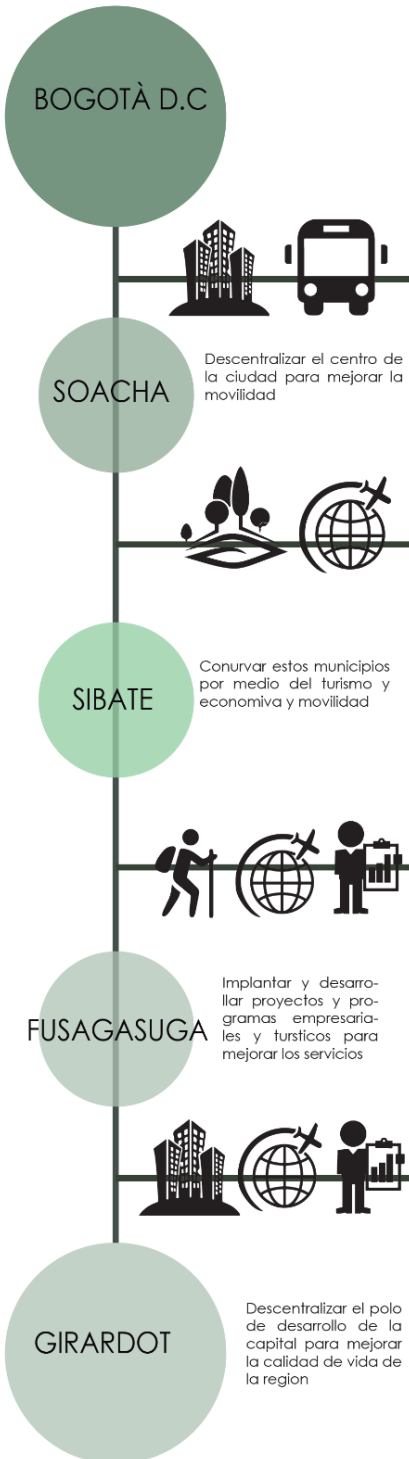 BOGOTÀ D.C
SOACHA
Descentralizar el centro de
la ciudad para mejorar la
movilidad
SIBATE
Conurvar estos municipios
por medio del turismo y
economiva y movilidad
FUSAGASUGA
Implantar y desarro-
llar proyectos y pro-
gramas empresaria-
les y tursticos para
mejorar los servicios
GIRARDOT
Descentralizar el polo
de desarrollo de la
capital para mejorar
la calidad de vida de
la region